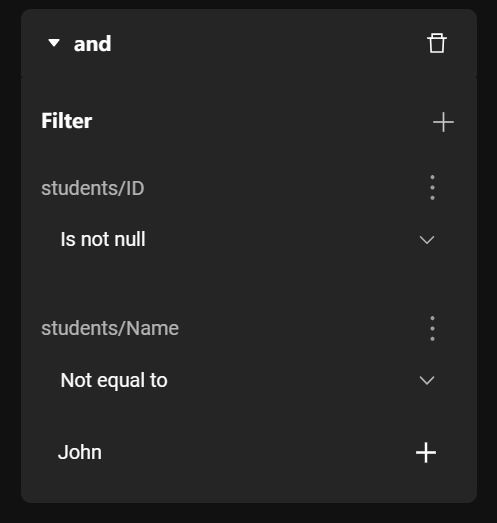 and
Filter
students/ID
Is not null
students/Name
Not equal to
John